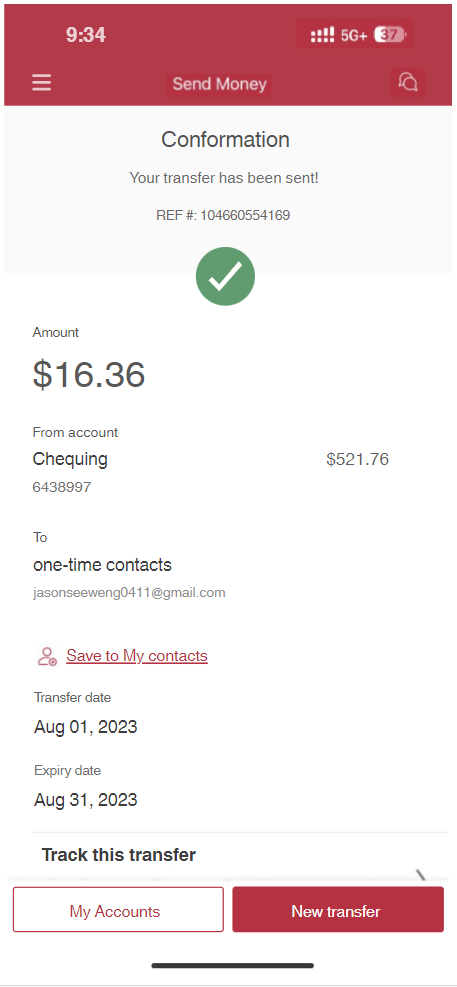 9:34
5G+ 37
Send Money
Conformation
Your transfer has been sent!
REF #: 104660554169
Amount
$16.36
From account
Chequing $521.76
6438997
To
one-time contacts
jasonseeweng0411@gmail.com
Save to My contacts
Transfer date
Aug 01, 2023
Expiry date
Aug 31, 2023
Track this transfer
My Accounts New transfer